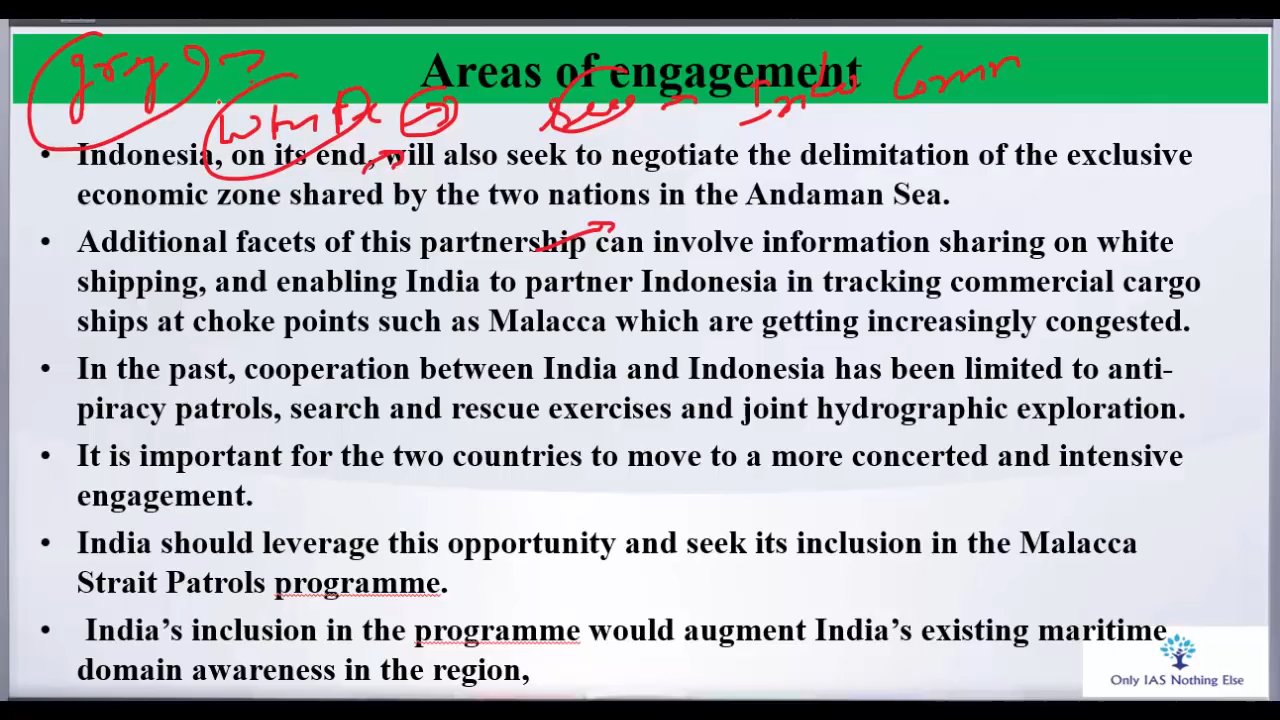 Areas of engagement
• Indonesia, on its end, will also seek to negotiate the delimitation of the exclusive
economic zone shared by the two nations in the Andaman Sea.
• Additional facets of this partnership can involve information sharing on white
shipping, and enabling India to partner Indonesia in tracking commercial cargo
ships at choke points such as Malacca which are getting increasingly congested.
• In the past, cooperation between India and Indonesia has been limited to anti-
piracy patrols, search and rescue exercises and joint hydrographic exploration.
• It is important for the two countries to move to a more concerted and intensive
engagement.
• India should leverage this opportunity and seek its inclusion in the Malacca
Strait Patrols programme.
• India’s inclusion in the programme would augment India’s existing maritime
domain awareness in the region,
Only IAS Nothing Else